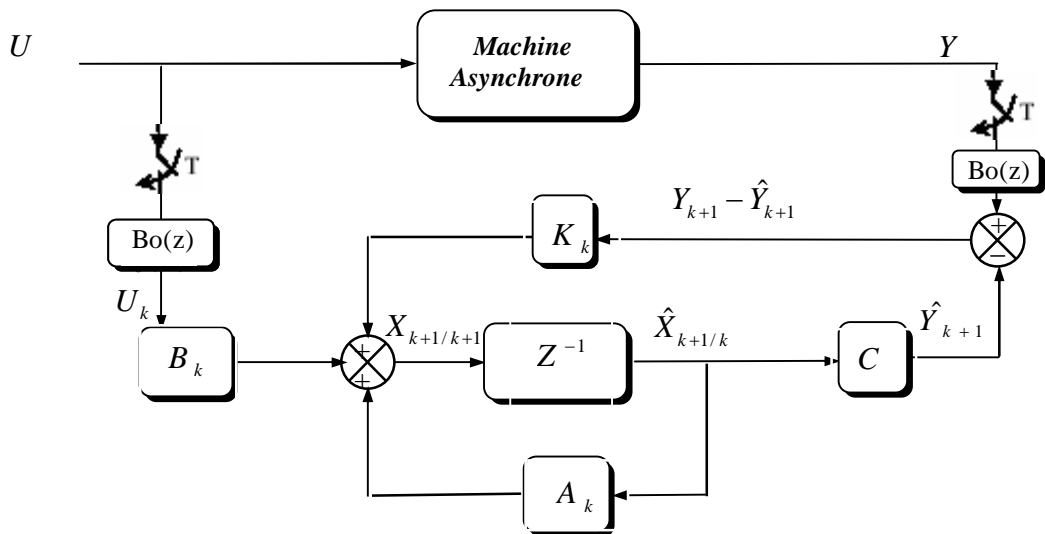 U
Machine
Asynchrone
Y
T
T
Bo(z)
Bo(z)
Y_{k+1} − Ŷ_{k+1}
K_k
+
−
U_k
B_k
+
+
X_{k+1/k+1}
Z^{-1}
X̂_{k+1/k}
C
Ŷ_{k+1}
A_k